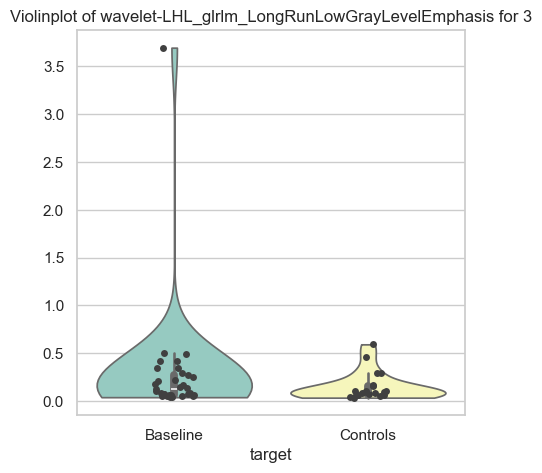 Violinplot of wavelet-LHL_glrlm_LongRunLowGrayLevelEmphasis for 3
3.5
3.0
2.5
2.0
1.5
1.0
0.5
0.0
Baseline Controls
target